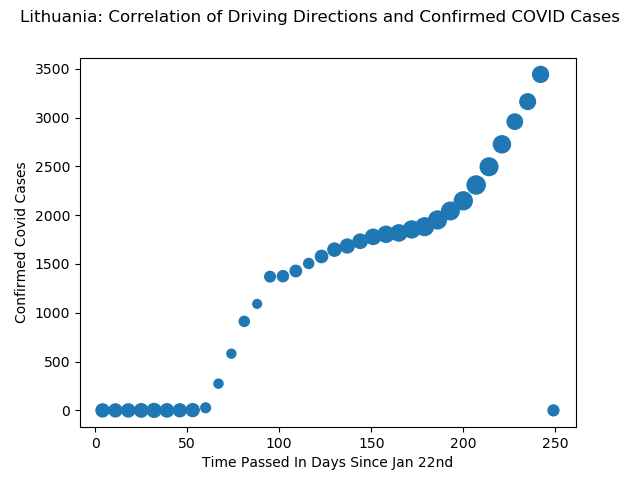 Lithuania: Correlation of Driving Directions and Confirmed COVID Cases
3500
3000
2500
2000
1500
1000
500
0
Confirmed Covid Cases
0 50 100 150 200 250
Time Passed In Days Since Jan 22nd